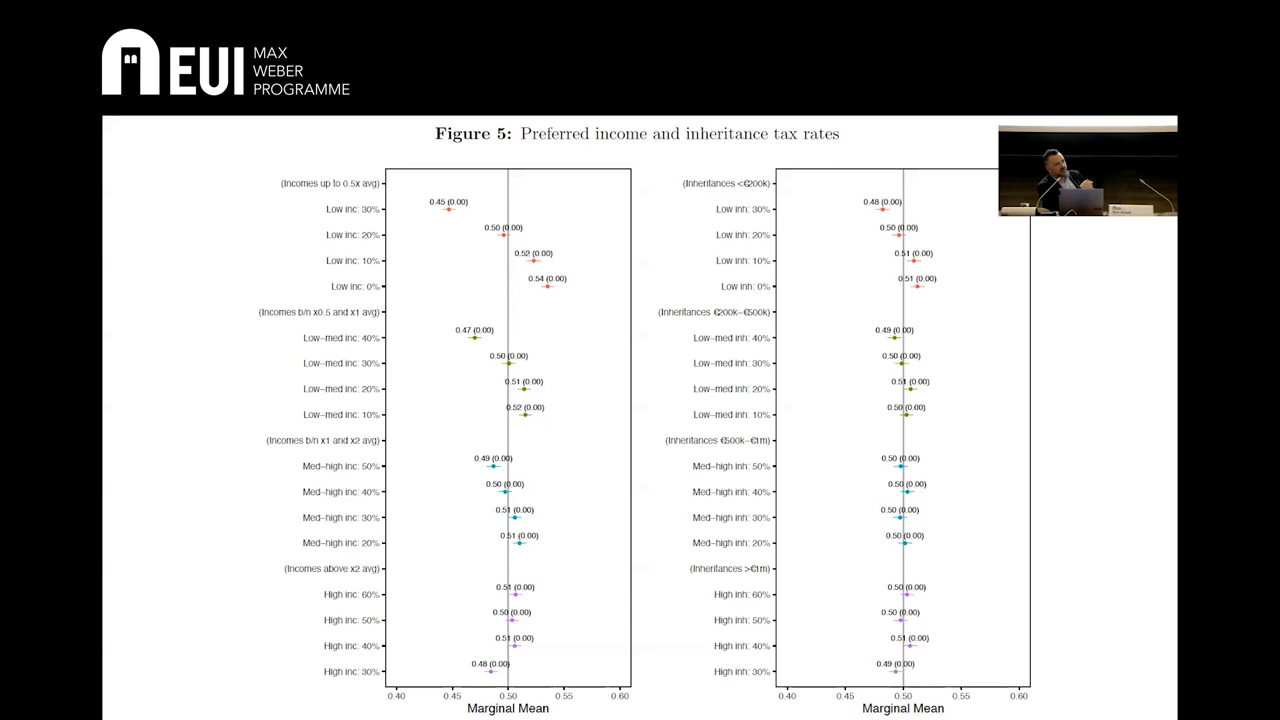 EUI
MAX
WEBER
PROGRAMME
Figure 5: Preferred income and inheritance tax rates
(Incomes up to 0.5x avg)
Low inc: 30%
0.45 (0.00)
Low inc: 20%
0.50 (0.00)
Low inc: 10%
0.52 (0.00)
Low inc: 0%
0.54 (0.00)
(Incomes b/n x0.5 and x1 avg)
Low–med inc: 40%
0.47 (0.00)
Low–med inc: 30%
0.50 (0.00)
Low–med inc: 20%
0.51 (0.00)
Low–med inc: 10%
0.52 (0.00)
(Incomes b/n x1 and x2 avg)
Med–high inc: 50%
0.49 (0.00)
Med–high inc: 40%
0.50 (0.00)
Med–high inc: 30%
0.51 (0.00)
Med–high inc: 20%
0.51 (0.00)
(Incomes above x2 avg)
High inc: 60%
0.51 (0.00)
High inc: 50%
0.50 (0.00)
High inc: 40%
0.51 (0.00)
High inc: 30%
0.48 (0.00)
0.40 0.45 0.50 0.55 0.60
Marginal Mean
(Inheritances <€200k)
Low inh: 30%
0.48 (0.00)
Low inh: 20%
0.50 (0.00)
Low inh: 10%
0.51 (0.00)
Low inh: 0%
0.51 (0.00)
(Inheritances €200k–€500k)
Low–med inh: 40%
0.49 (0.00)
Low–med inh: 30%
0.50 (0.00)
Low–med inh: 20%
0.51 (0.00)
Low–med inh: 10%
0.50 (0.00)
(Inheritances €500k–€1m)
Med–high inh: 50%
0.50 (0.00)
Med–high inh: 40%
0.50 (0.00)
Med–high inh: 30%
0.50 (0.00)
Med–high inh: 20%
0.50 (0.00)
(Inheritances >€1m)
High inh: 60%
0.50 (0.00)
High inh: 50%
0.50 (0.00)
High inh: 40%
0.51 (0.00)
High inh: 30%
0.49 (0.00)
0.40 0.45 0.50 0.55 0.60
Marginal Mean